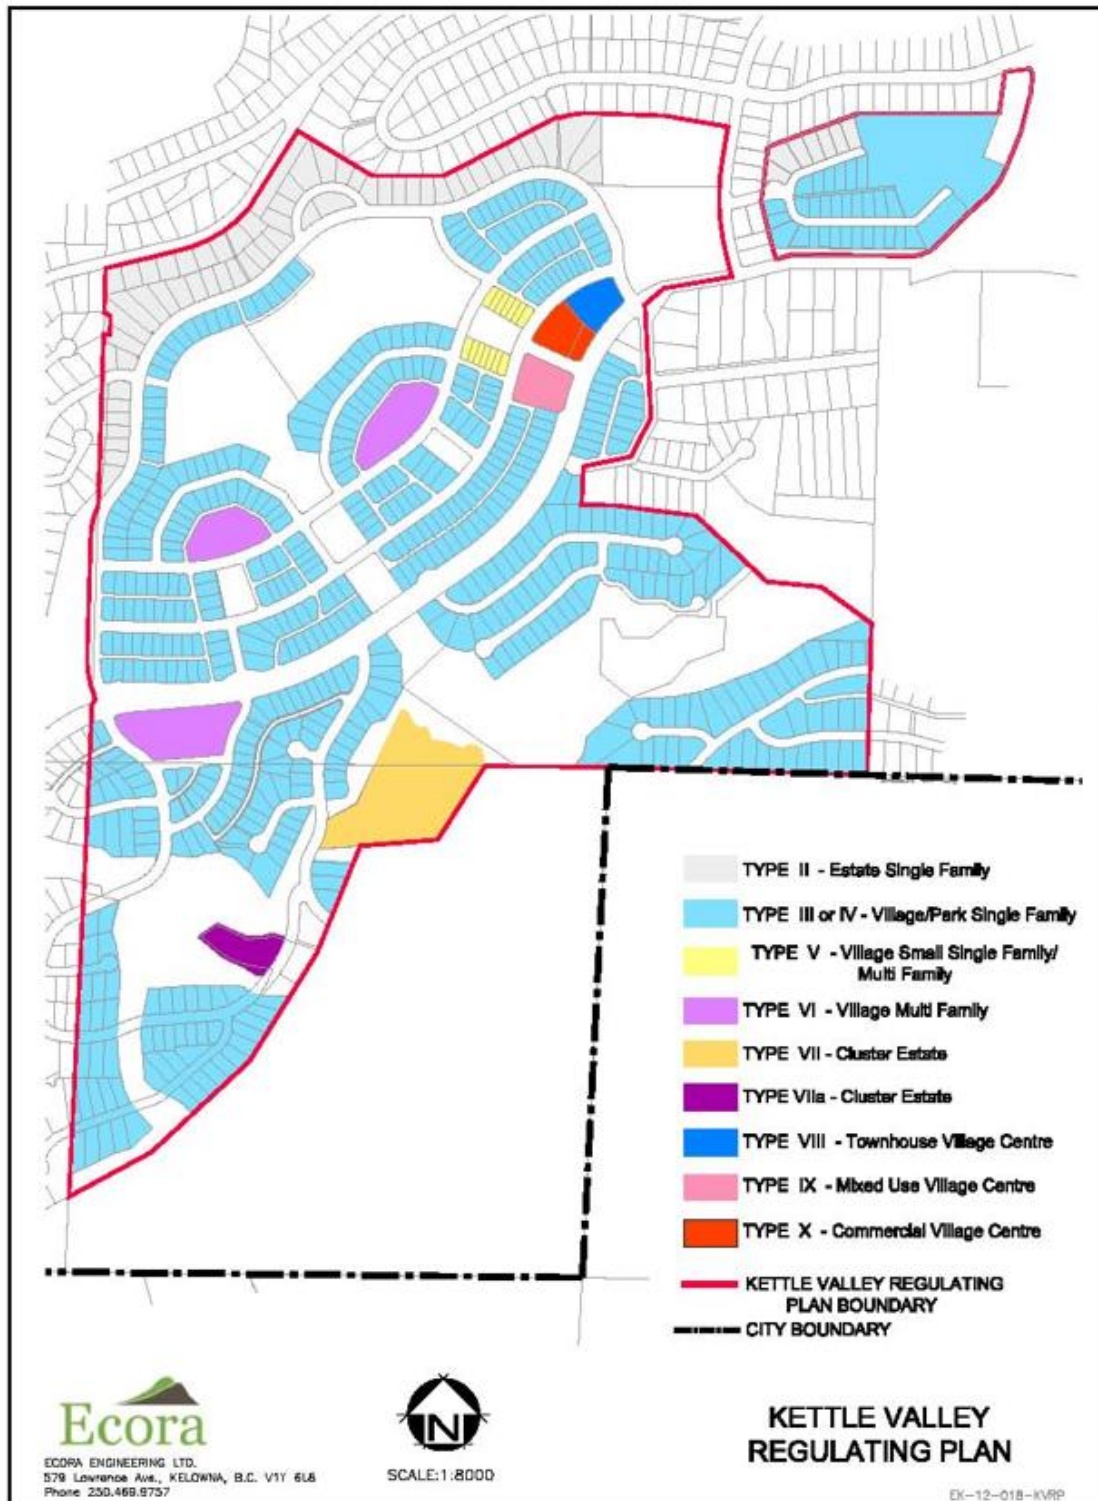 TYPE II - Estate Single Family
TYPE III or IV - Village/Park Single Family
TYPE V - Village Small Single Family/
Multi Family
TYPE VI - Village Multi Family
TYPE VII - Cluster Estate
TYPE VIIa - Cluster Estate
TYPE VIII - Townhouse Village Centre
TYPE IX - Mixed Use Village Centre
TYPE X - Commercial Village Centre
KETTLE VALLEY REGULATING
PLAN BOUNDARY
CITY BOUNDARY
Ecora
ECORA ENGINEERING LTD.
579 Lawrence Ave., KELOWNA, B.C. V1Y 6L8
Phone 250.469.9757
N
SCALE:1:8000
KETTLE VALLEY
REGULATING PLAN
EK-12-018-KVRP